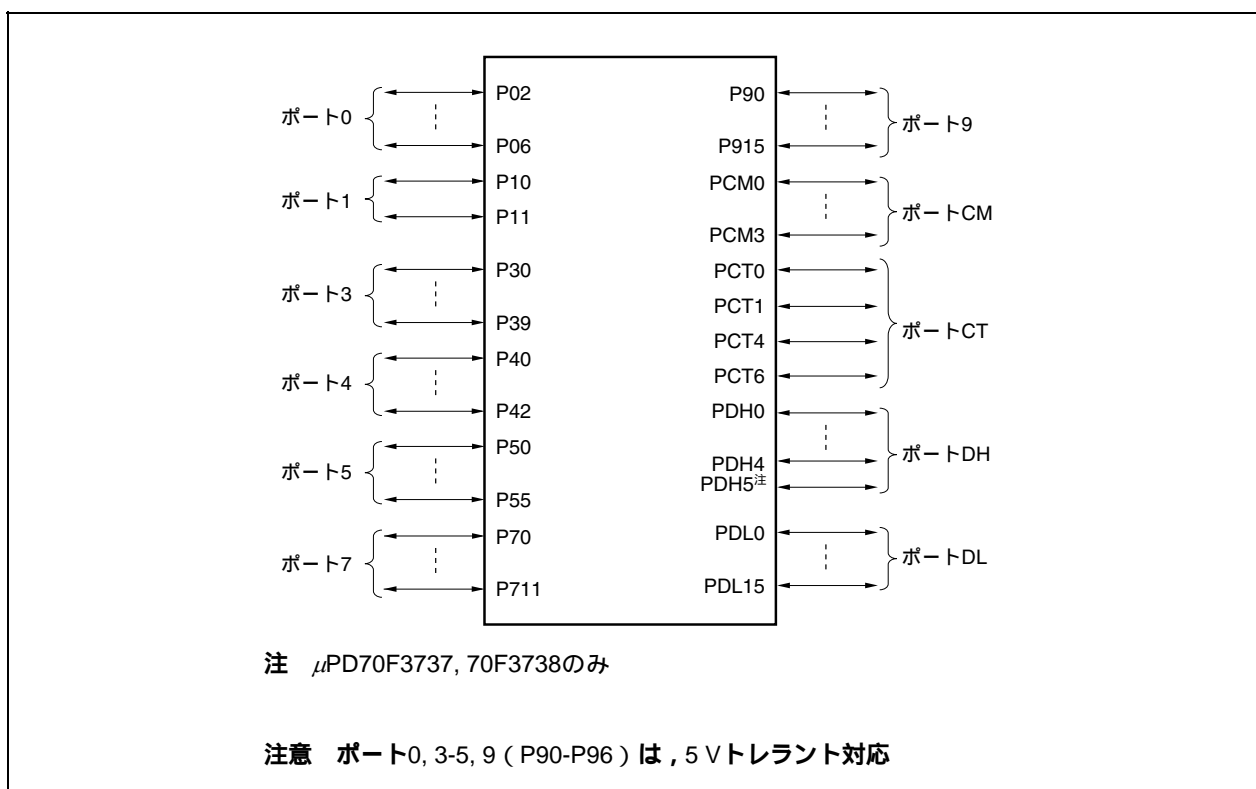 ポート0
P02
P06
ポート1
P10
P11
ポート3
P30
P39
ポート4
P40
P42
ポート5
P50
P55
ポート7
P70
P711
P90
P915
ポート9
PCM0
PCM3
ポートCM
PCT0
PCT1
PCT4
PCT6
ポートCT
PDH0
PDH4
PDH5注
ポートDH
PDL0
PDL15
ポートDL
注 μPD70F3737, 70F3738のみ
注意 ポート0, 3-5, 9(P90-P96)は,5 Vトレラント対応